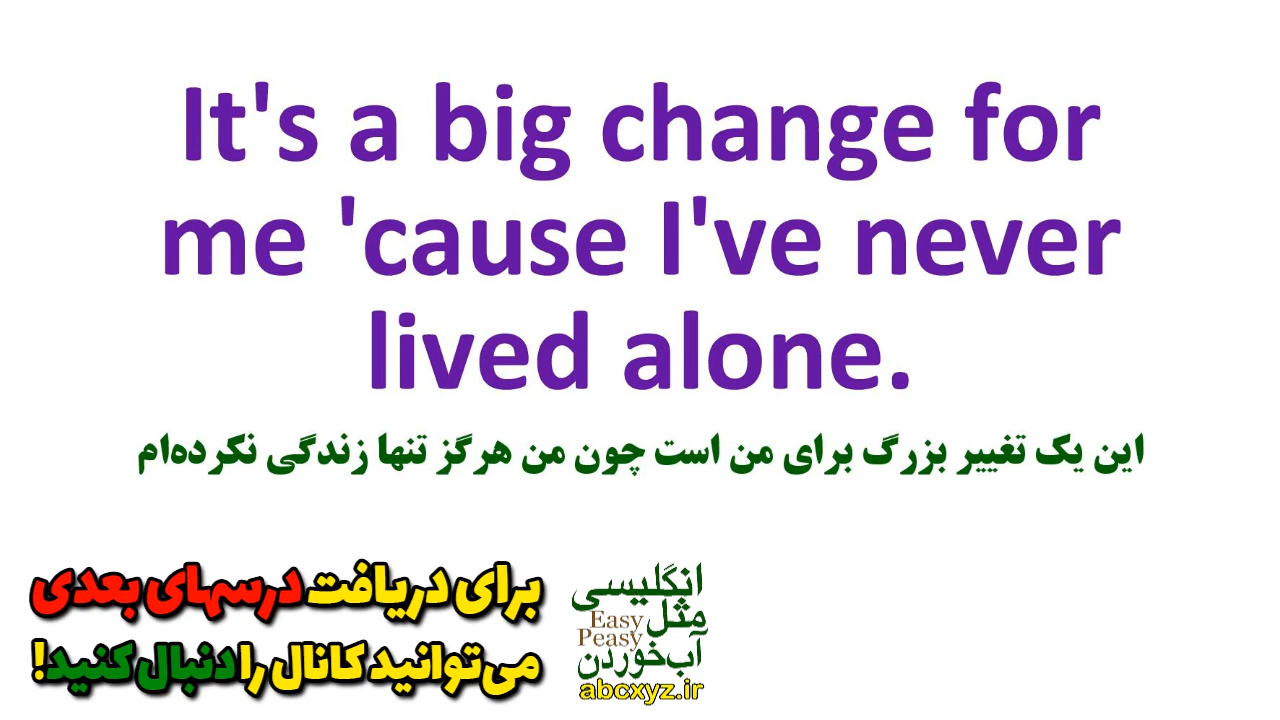 It's a big change for
me 'cause I've never
lived alone.
این یک تغییر بزرگ برای من است چون من هرگز تنها زندگی نکرده‌ام
برای دریافت درسهای بعدی
می‌توانید کانال را دنبال کنید!
انگلیسی
مثل
Easy
Peasy
آب‌خوردن
abcxyz.ir